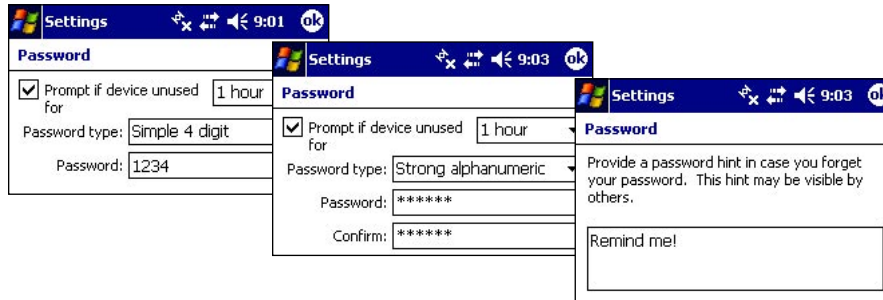 Settings 9:01 ok
Password
Prompt if device unused for 1 hour
Password type: Simple 4 digit
Password: 1234
Settings 9:03 ok
Password
Prompt if device unused for 1 hour
Password type: Strong alphanumeric
Password: ******
Confirm: ******
Settings 9:03 ok
Password
Provide a password hint in case you forget
your password. This hint may be visible by
others.
Remind me!